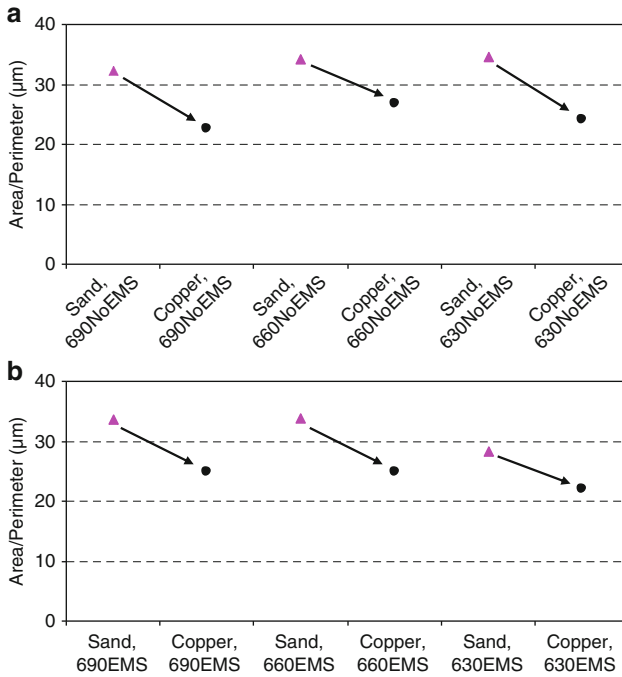 a
Area/Perimeter (µm)
40
30
20
10
0
Sand,
690NoEMS
Copper,
690NoEMS
Sand,
660NoEMS
Copper,
660NoEMS
Sand,
630NoEMS
Copper,
630NoEMS
b
Area/Perimeter (µm)
40
30
20
10
0
Sand,
690EMS
Copper,
690EMS
Sand,
660EMS
Copper,
660EMS
Sand,
630EMS
Copper,
630EMS